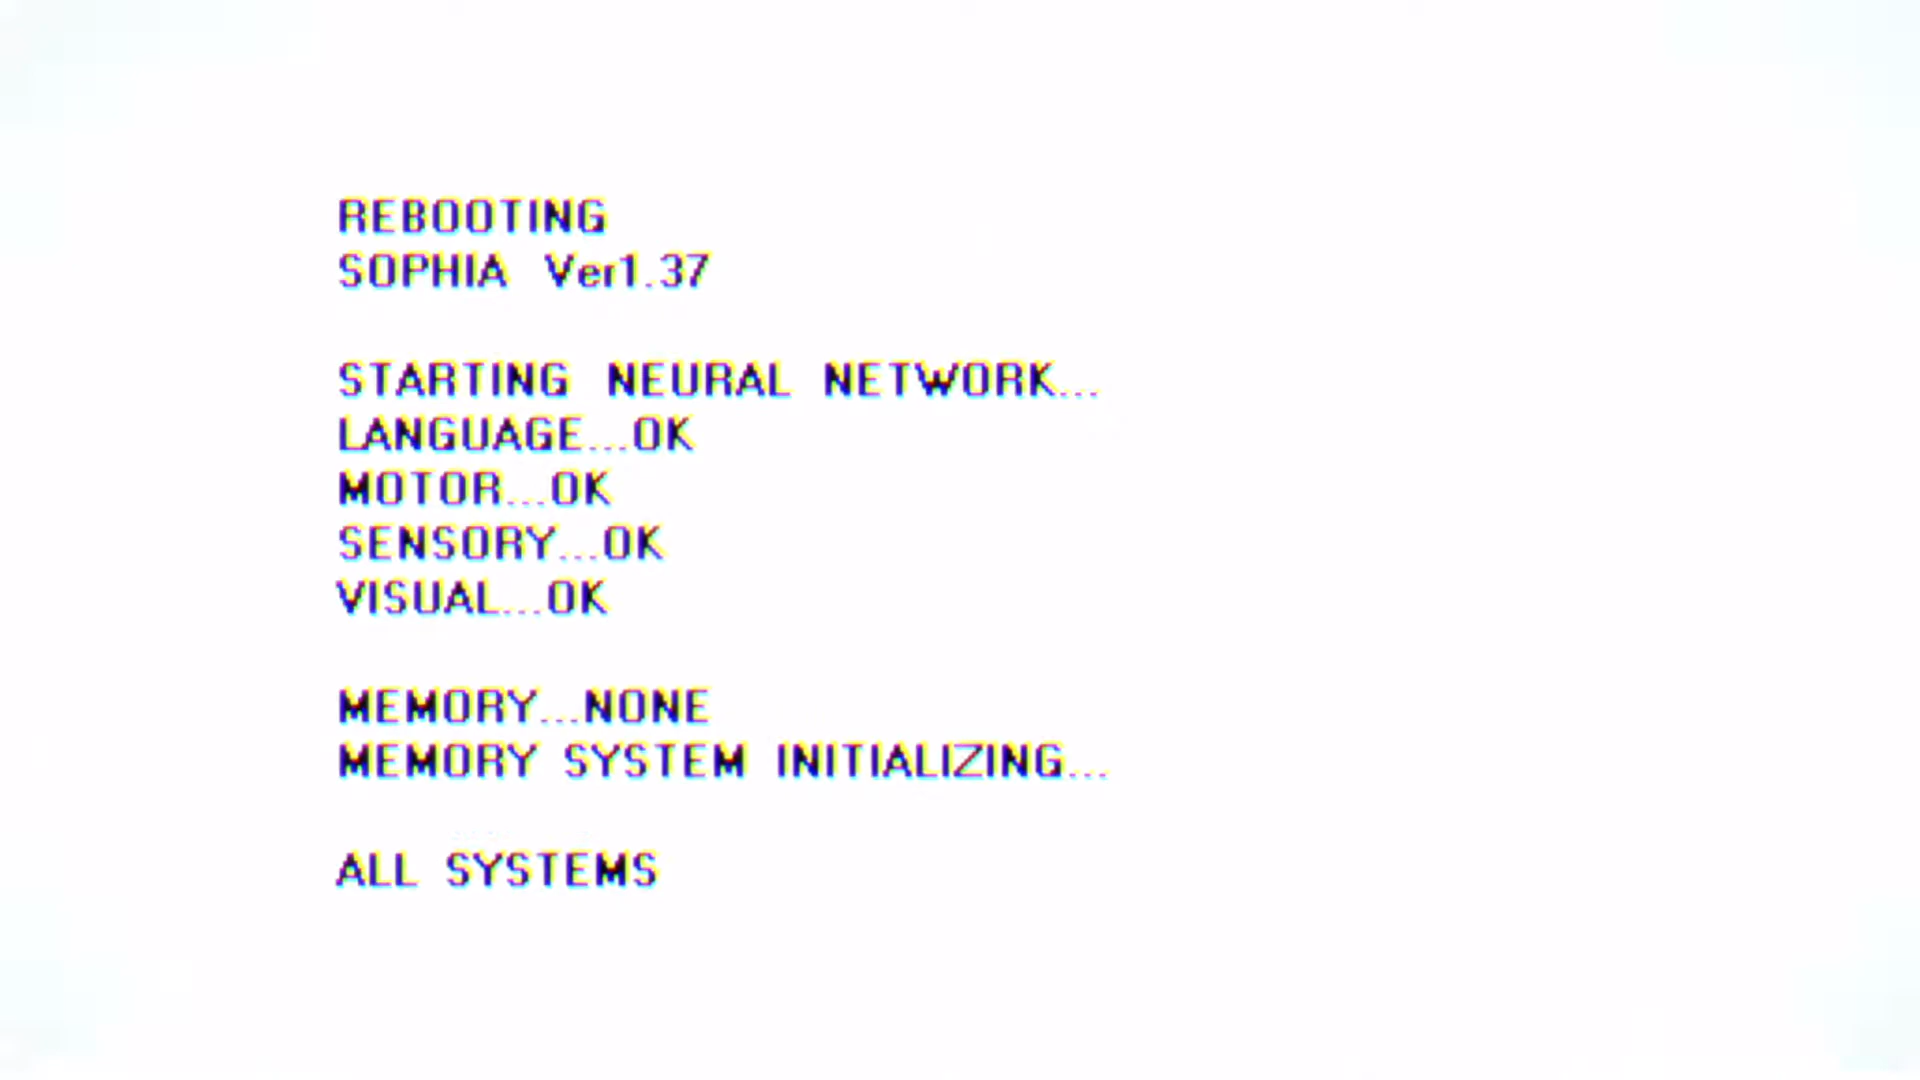 REBOOTING
SOPHIA Ver1.37
STARTING NEURAL NETWORK...
LANGUAGE...OK
MOTOR...OK
SENSORY...OK
VISUAL...OK
MEMORY...NONE
MEMORY SYSTEM INITIALIZING...
ALL SYSTEMS